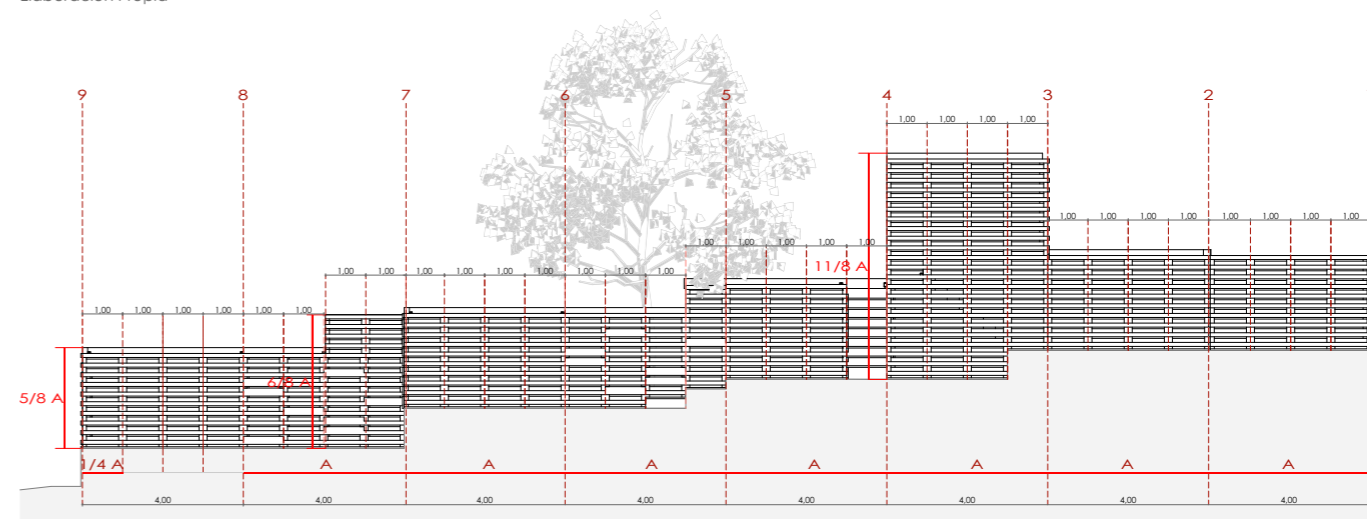 Elaboración Propia
9 8 7 6 5 4 3 2
1,00 1,00 1,00 1,00
1,00 1,00 1,00 1,00 1,00 1,00 1,00 1,00
1,00 1,00 1,00 1,00 1,00
11/8 A
1,00 1,00 1,00 1,00 1,00 1,00 1,00 1,00 1,00
1,00 1,00 1,00 1,00 1,00 1,00
6/8 A
5/8 A
1/4 A A A A A A A A
4,00 4,00 4,00 4,00 4,00 4,00 4,00 4,00